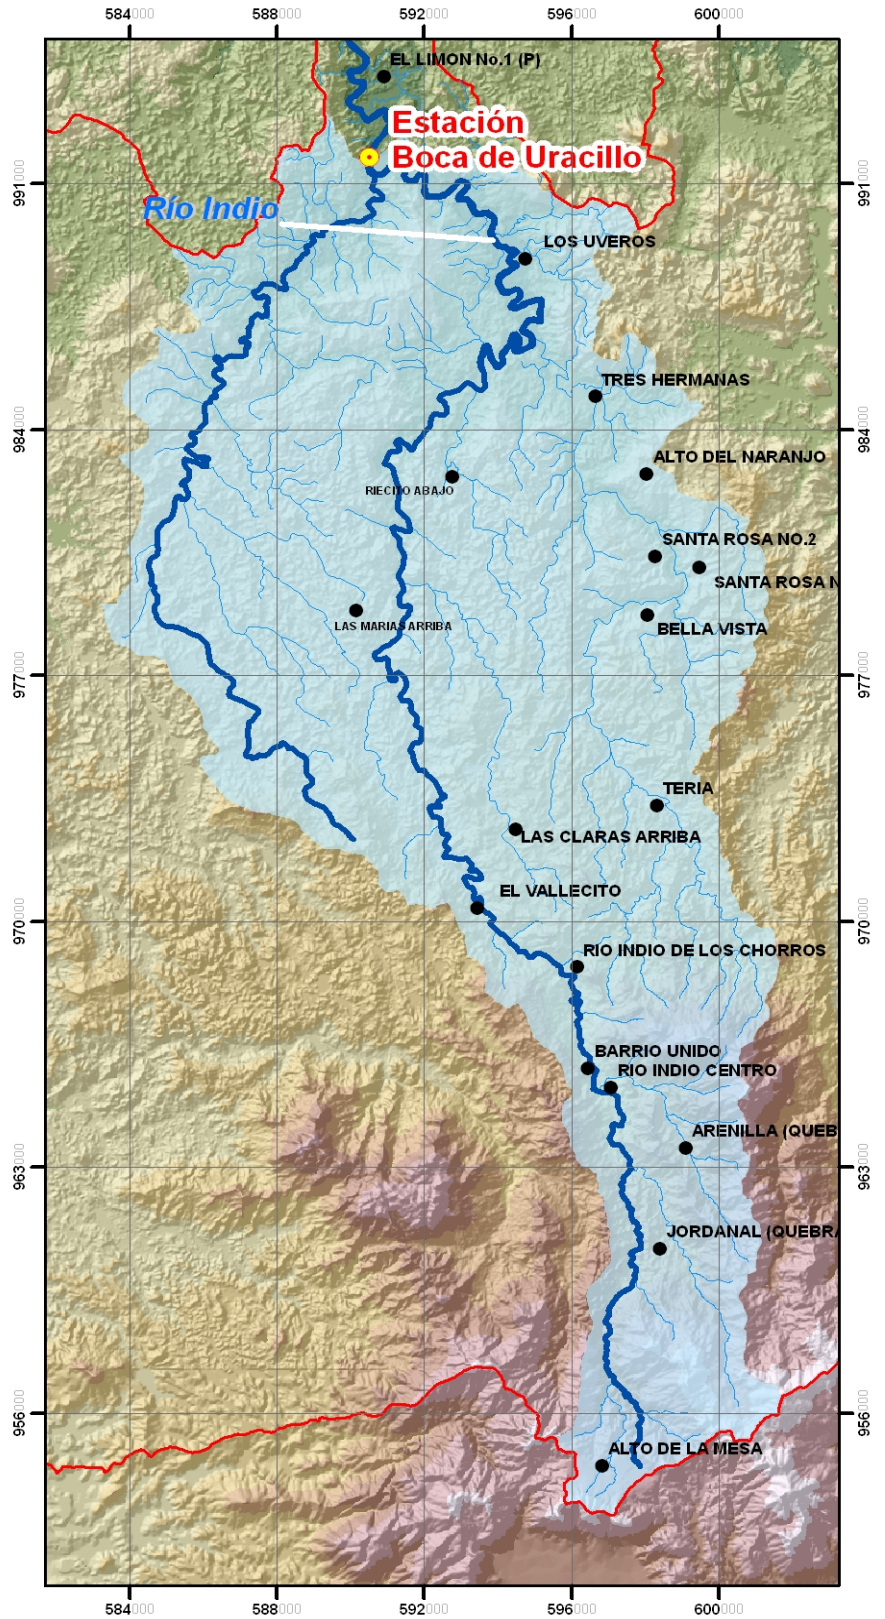 584000 588000 592000 596000 600000
EL LIMON No.1 (P)
Estación
Boca de Uracillo
991000 991000
Río Indio
LOS UVEROS
TRES HERMANAS
984000 984000
ALTO DEL NARANJO
RIECITO ABAJO
SANTA ROSA NO.2
SANTA ROSA N
LAS MARIAS ARRIBA
BELLA VISTA
977000 977000
TERIA
LAS CLARAS ARRIBA
EL VALLECITO
970000 970000
RIO INDIO DE LOS CHORROS
BARRIO UNIDO
RIO INDIO CENTRO
ARENILLA (QUEB
963000 963000
JORDANAL (QUEBRA
956000 956000
ALTO DE LA MESA
584000 588000 592000 596000 600000